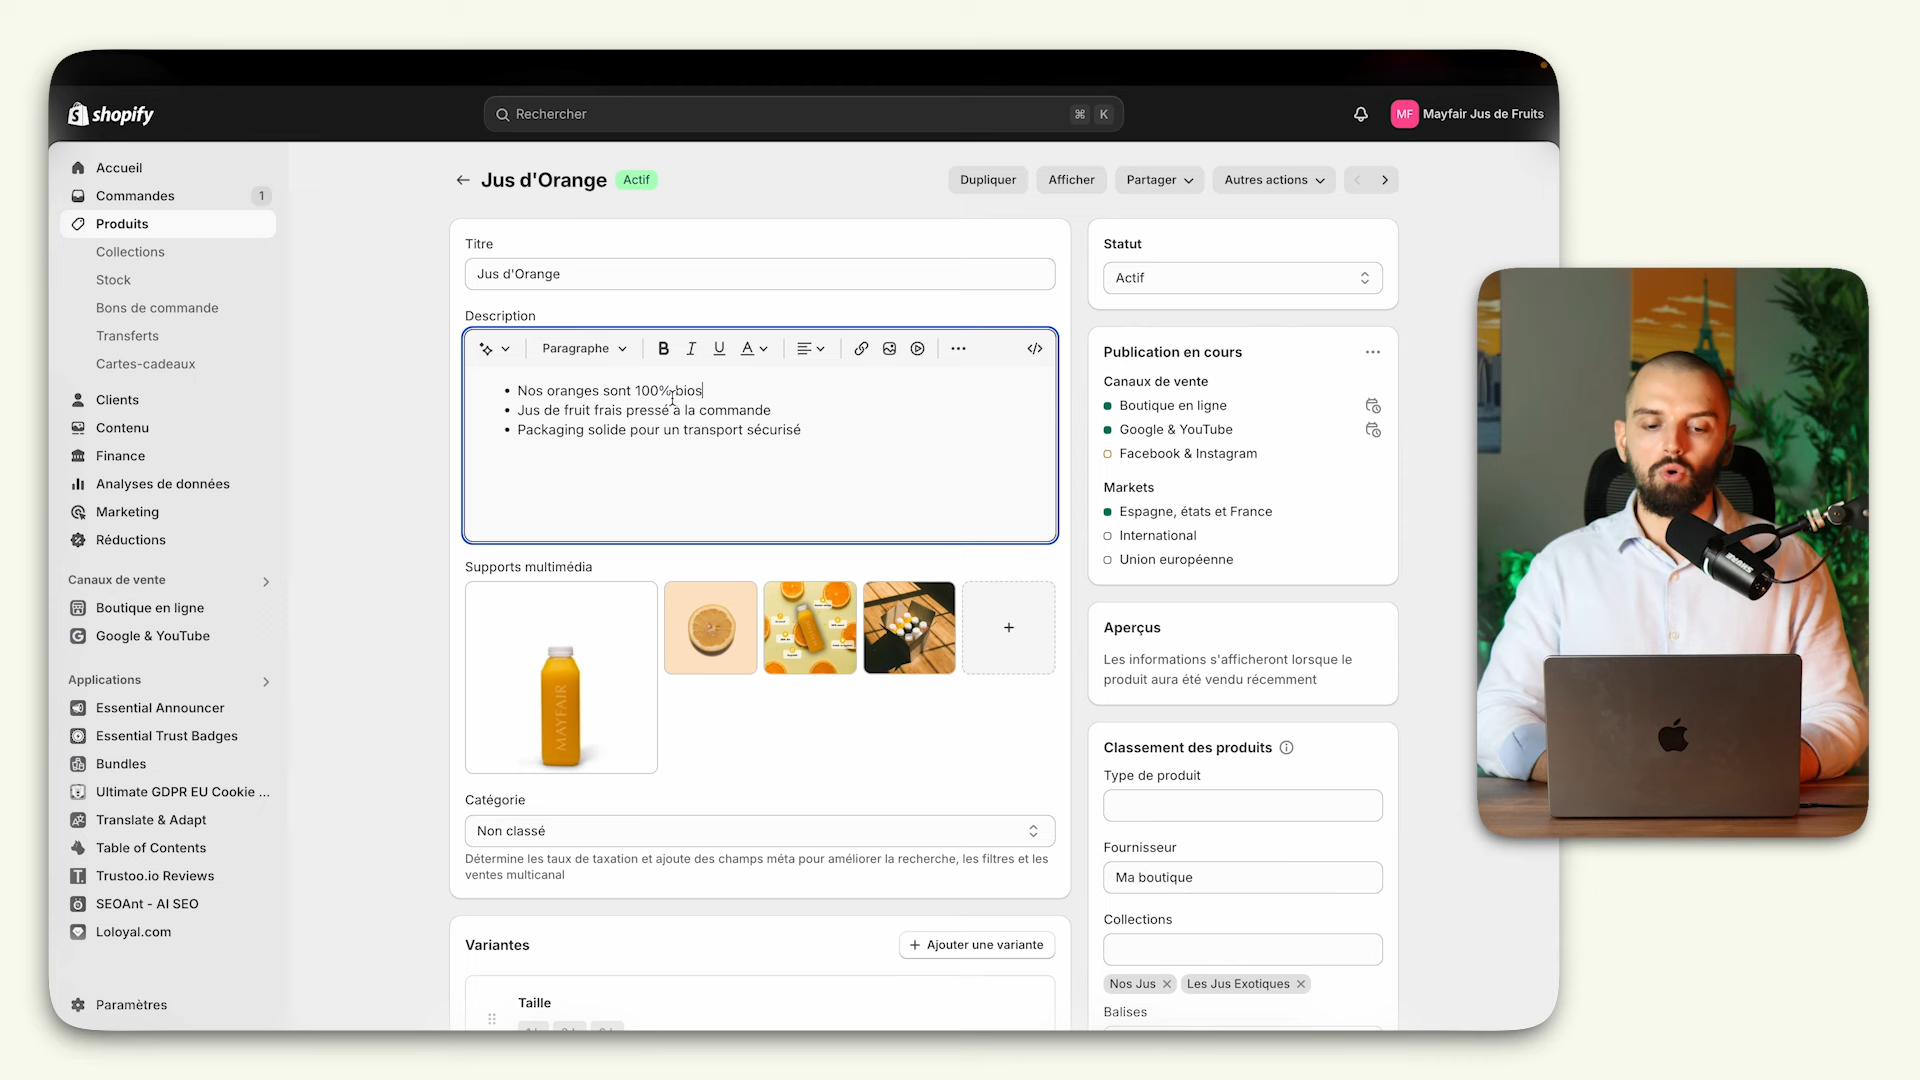 shopify
Rechercher
⌘ K
MF Mayfair Jus de Fruits
Accueil
Commandes 1
Produits
Collections
Stock
Bons de commande
Transferts
Cartes-cadeaux
Clients
Contenu
Finance
Analyses de données
Marketing
Réductions
Canaux de vente
Boutique en ligne
Google & YouTube
Applications
Essential Announcer
Essential Trust Badges
Bundles
Ultimate GDPR EU Cookie ...
Translate & Adapt
Table of Contents
Trustoo.io Reviews
SEOAnt - AI SEO
Loloyal.com
Paramètres
Jus d'Orange Actif
Dupliquer
Afficher
Partager
Autres actions
Titre
Jus d'Orange
Description
Paragraphe
B I U A
Nos oranges sont 100% bios
Jus de fruit frais pressé à la commande
Packaging solide pour un transport sécurisé
Supports multimédia
MAYFAIR
Catégorie
Non classé
Détermine les taux de taxation et ajoute des champs méta pour améliorer la recherche, les filtres et les
ventes multicanal
Variantes
Ajouter une variante
Taille
Statut
Actif
Publication en cours
Canaux de vente
Boutique en ligne
Google & YouTube
Facebook & Instagram
Markets
Espagne, états et France
International
Union européenne
Aperçus
Les informations s'afficheront lorsque le
produit aura été vendu récemment
Classement des produits
Type de produit
Fournisseur
Ma boutique
Collections
Nos Jus
Les Jus Exotiques
Balises
SHURE